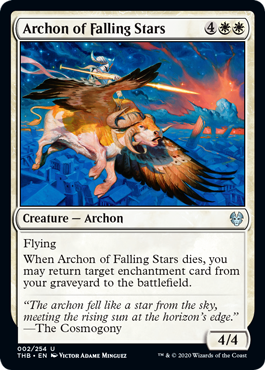 Archon of Falling Stars 4
Creature — Archon
Flying
When Archon of Falling Stars dies, you
may return target enchantment card from
your graveyard to the battlefield.
“The archon fell like a star from the sky,
meeting the rising sun at the horizon’s edge.”
—The Cosmogony
4/4
002/254 U
THB • EN VICTOR ADAME MINGUEZ
™ & © 2020 Wizards of the Coast